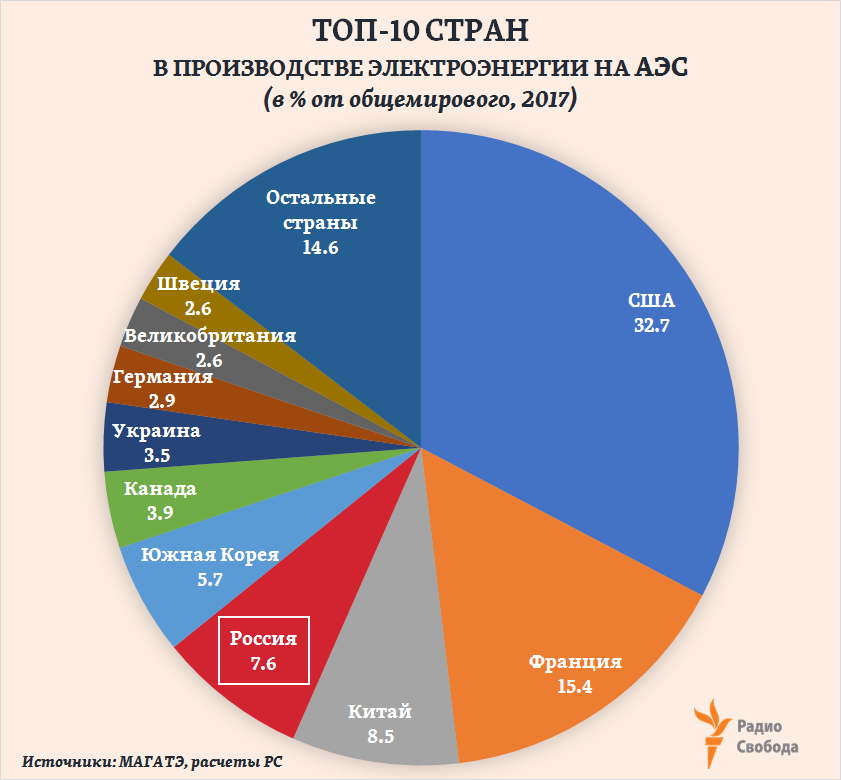 ТОП-10 СТРАН
В ПРОИЗВОДСТВЕ ЭЛЕКТРОЭНЕРГИИ НА АЭС
(в % от общемирового, 2017)
Остальные
страны
14.6
США
32.7
Швеция
2.6
Великобритания
2.6
Германия
2.9
Украина
3.5
Канада
3.9
Южная Корея
5.7
Россия
7.6
Китай
8.5
Франция
15.4
Радио
Свобода
Источники: МАГАТЭ, расчеты РС